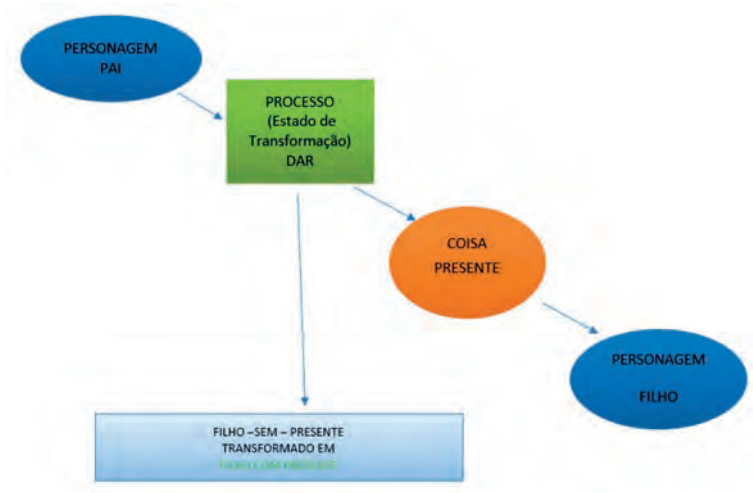 PERSONAGEM
PAI
PROCESSO
(Estado de
Transformação)
DAR
COISA
PRESENTE
PERSONAGEM
FILHO
FILHO –SEM – PRESENTE
TRANSFORMADO EM